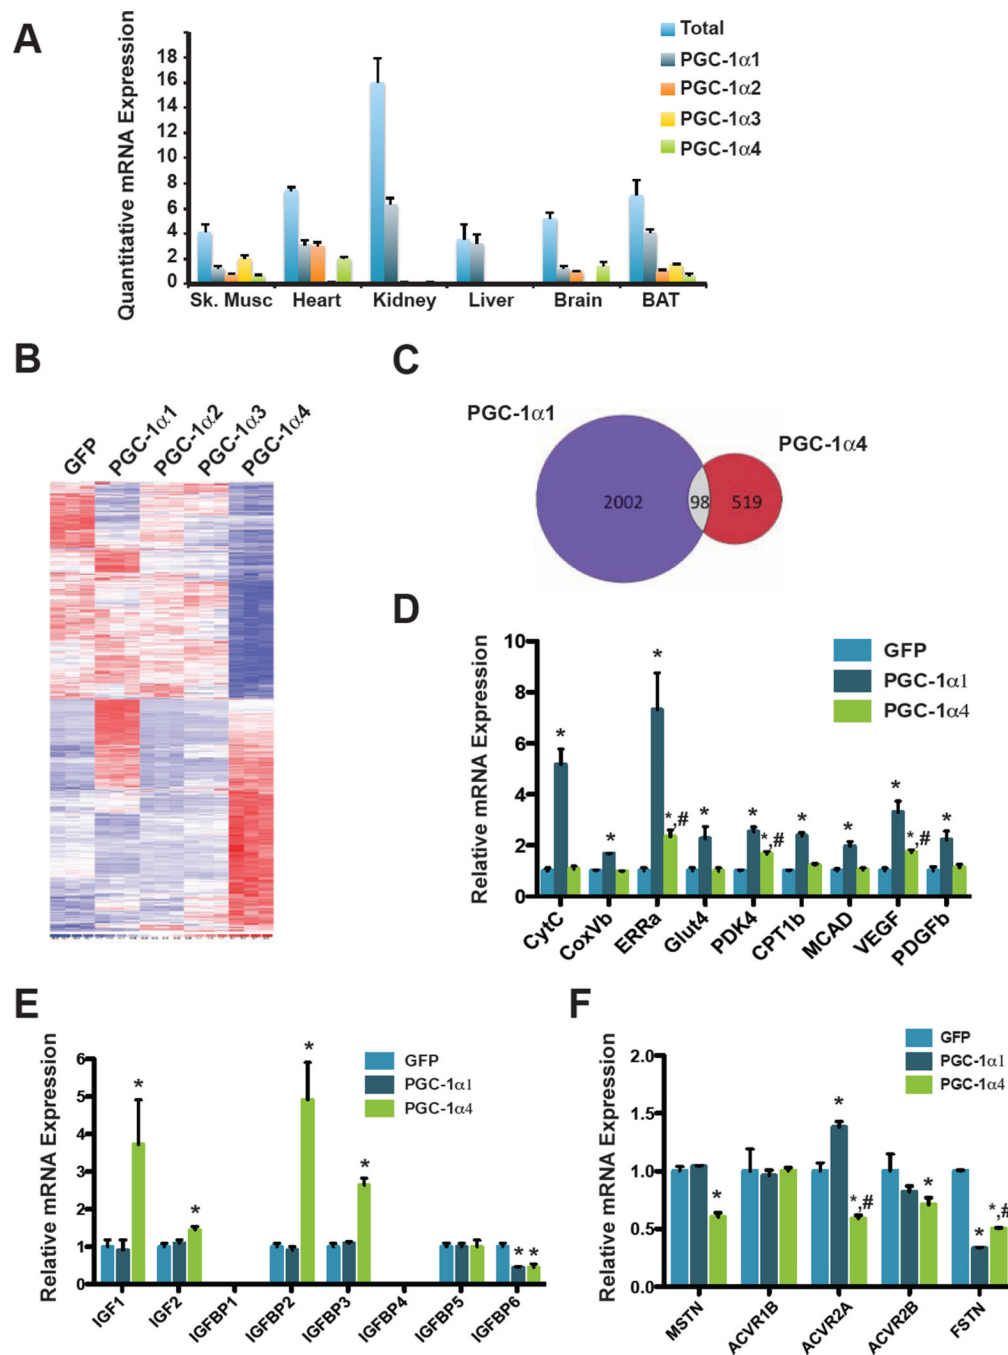 A
Quantitative mRNA Expression
18
16
14
12
10
8
6
4
2
0
Sk. Musc Heart Kidney Liver Brain BAT
Total
PGC-1α1
PGC-1α2
PGC-1α3
PGC-1α4
B
GFP PGC-1α1 PGC-1α2 PGC-1α3 PGC-1α4
C
PGC-1α1
PGC-1α4
2002 98 519
D
Relative mRNA Expression
10
8
6
4
2
0
GFP
PGC-1α1
PGC-1α4
* * * *,# * * *,# * * * *,# *
CytC CoxVb ERRa Glut4 PDK4 CPT1b MCAD VEGF PDGFb
E
Relative mRNA Expression
6
5
4
3
2
1
0
GFP
PGC-1α1
PGC-1α4
* * * * * *
IGF1 IGF2 IGFBP1 IGFBP2 IGFBP3 IGFBP4 IGFBP5 IGFBP6
F
Relative mRNA Expression
2.0
1.5
1.0
0.5
0.0
GFP
PGC-1α1
PGC-1α4
* * *,# * * *,#
MSTN ACVR1B ACVR2A ACVR2B FSTN